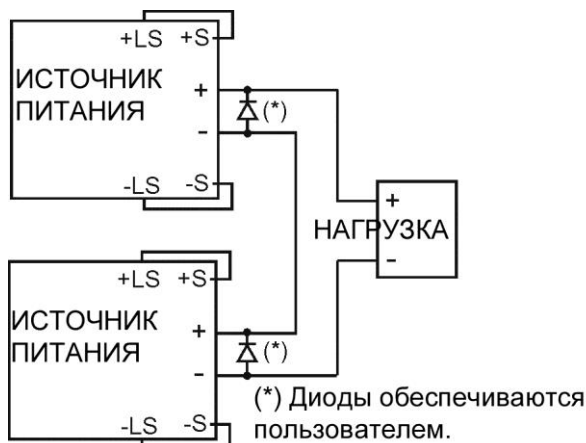 +LS +S
ИСТОЧНИК
ПИТАНИЯ
+
(*)
-
-LS -S
+
НАГРУЗКА
-
+LS +S
ИСТОЧНИК
ПИТАНИЯ
+
(*)
-
-LS -S
(*) Диоды обеспечиваются
пользователем.